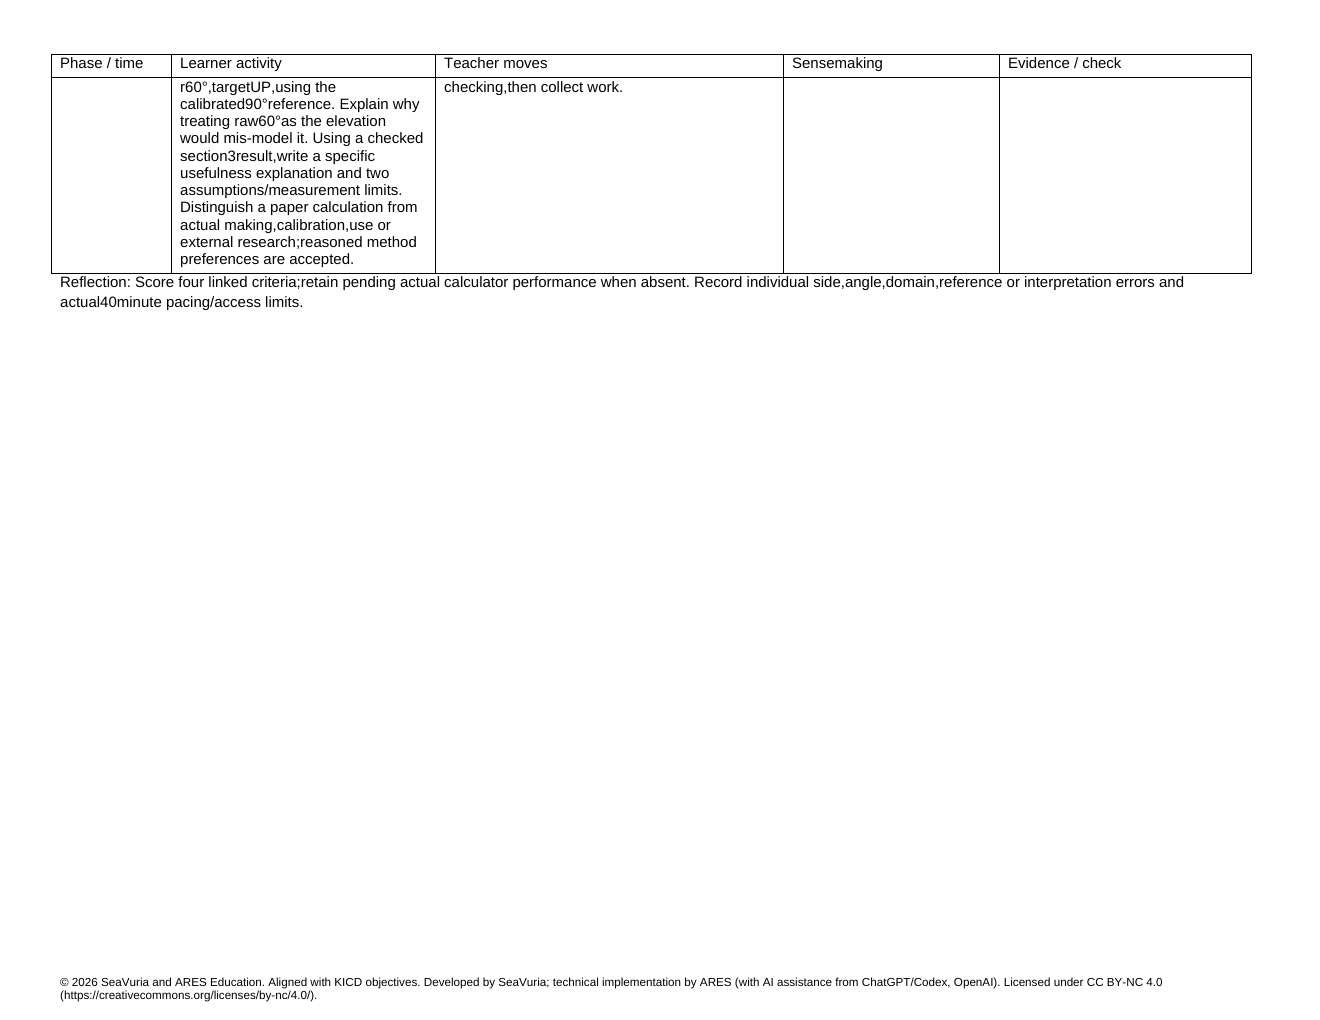 Phase / time Learner activity Teacher moves Sensemaking Evidence / check
r60°,targetUP,using the
calibrated90°reference. Explain why
treating raw60°as the elevation
would mis-model it. Using a checked
section3result,write a specific
usefulness explanation and two
assumptions/measurement limits.
Distinguish a paper calculation from
actual making,calibration,use or
external research;reasoned method
preferences are accepted.
checking,then collect work.
Reflection: Score four linked criteria;retain pending actual calculator performance when absent. Record individual side,angle,domain,reference or interpretation errors and
actual40minute pacing/access limits.
© 2026 SeaVuria and ARES Education. Aligned with KICD objectives. Developed by SeaVuria; technical implementation by ARES (with AI assistance from ChatGPT/Codex, OpenAI). Licensed under CC BY-NC 4.0
(https://creativecommons.org/licenses/by-nc/4.0/).